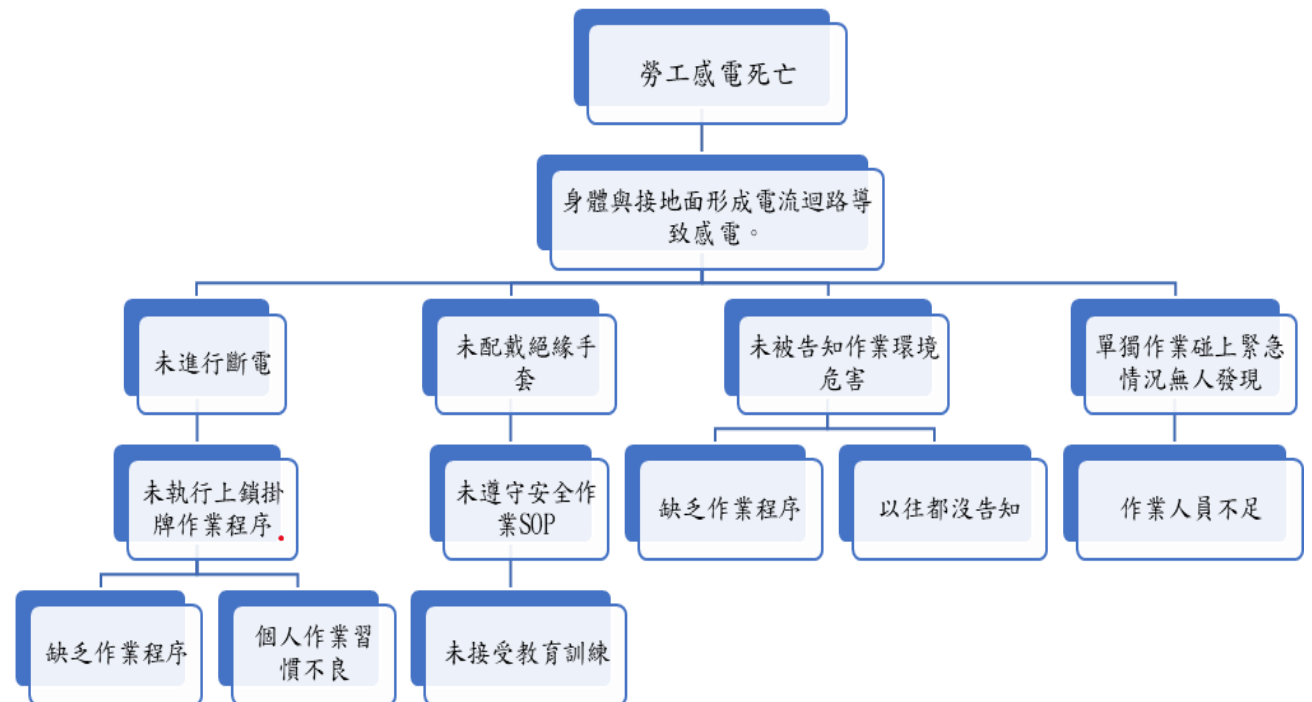 勞工感電死亡
身體與接地面形成電流迴路導
致感電。
未進行斷電
未配戴絕緣手
套
未被告知作業環境
危害
單獨作業碰上緊急
情況無人發現
未執行上鎖掛
牌作業程序
未遵守安全作
業SOP
缺乏作業程序
以往都沒告知
作業人員不足
缺乏作業程序
個人作業習
慣不良
未接受教育訓練